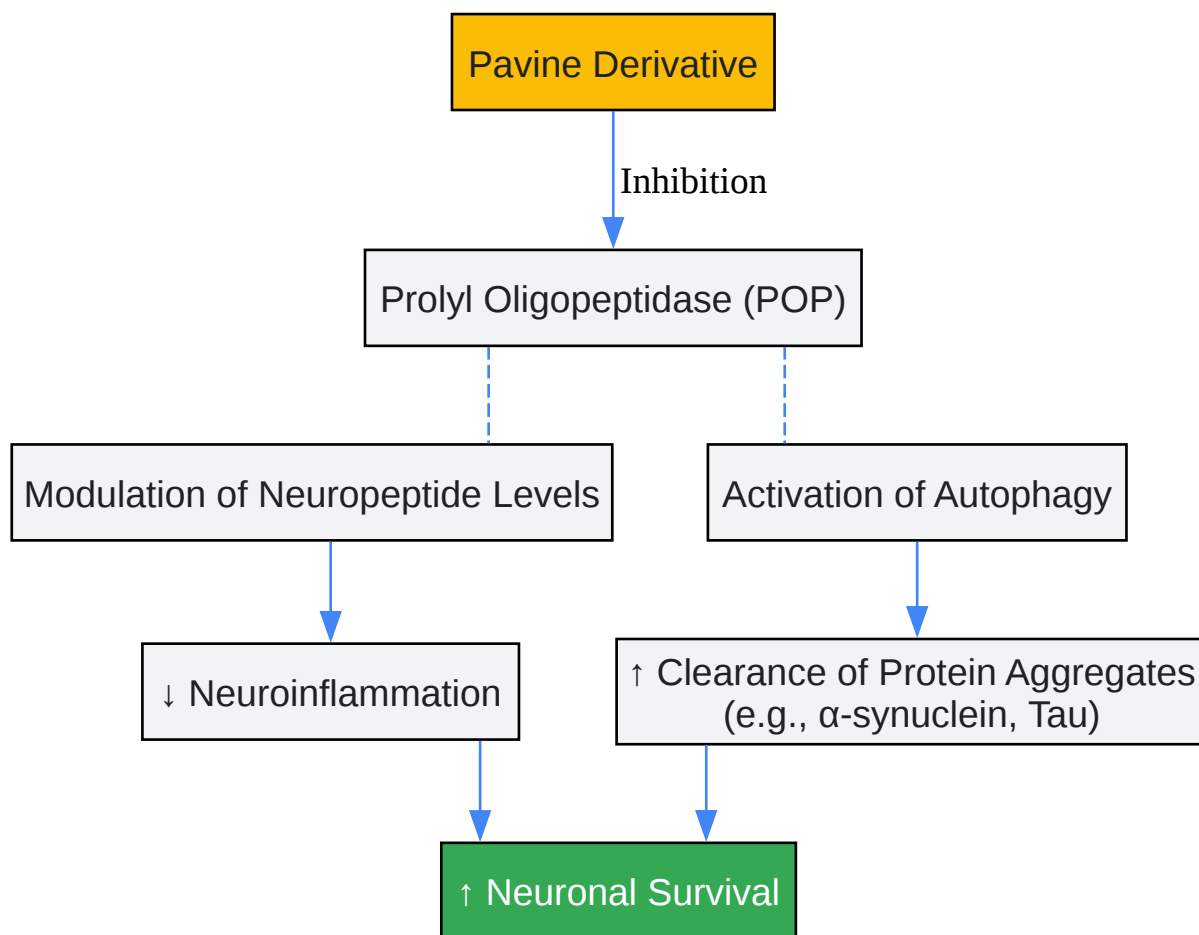 Pavine Derivative
Inhibition
Prolyl Oligopeptidase (POP)
Modulation of Neuropeptide Levels
Activation of Autophagy
↓ Neuroinflammation
↑ Clearance of Protein Aggregates
(e.g., α-synuclein, Tau)
↑ Neuronal Survival